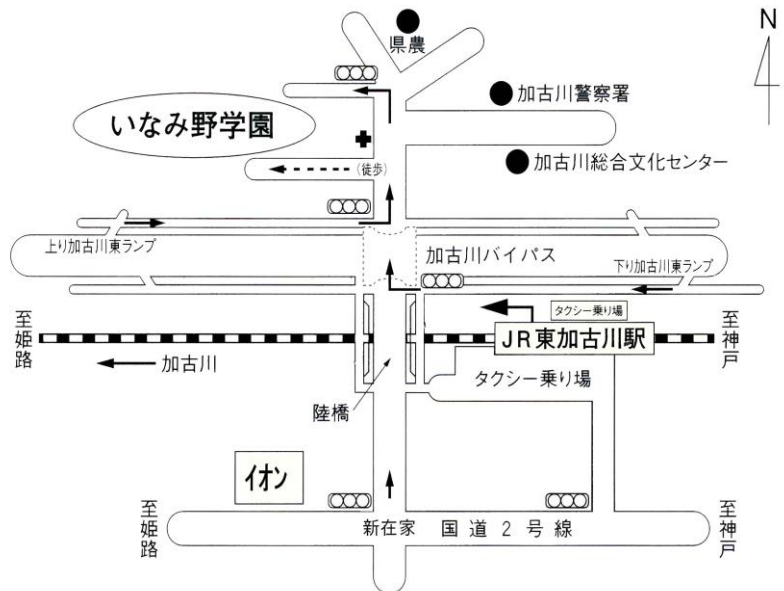 N
県農
加古川警察署
いなみ野学園
加古川総合文化センター
(徒歩)
上り加古川東ランプ
加古川バイパス
下り加古川東ランプ
タクシー乗り場
至姫路
JR東加古川駅
至神戸
加古川
タクシー乗り場
陸橋
イオン
至姫路
新在家 国道2号線
至神戸